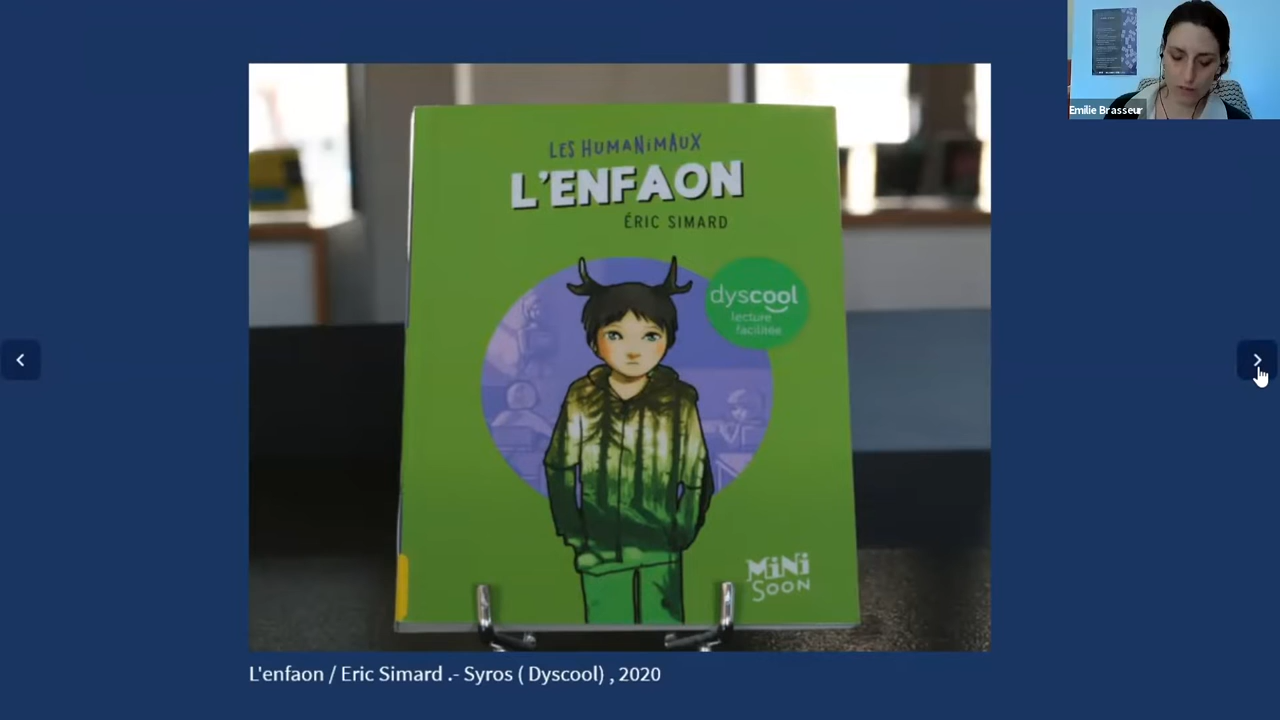 Emilie Brasseur
LES HUMANIMAUX
L'ENFAON
ÉRIC SIMARD
dyscool
lecture
facilitée
MiNi
SOON
L'enfaon / Eric Simard .- Syros ( Dyscool) , 2020